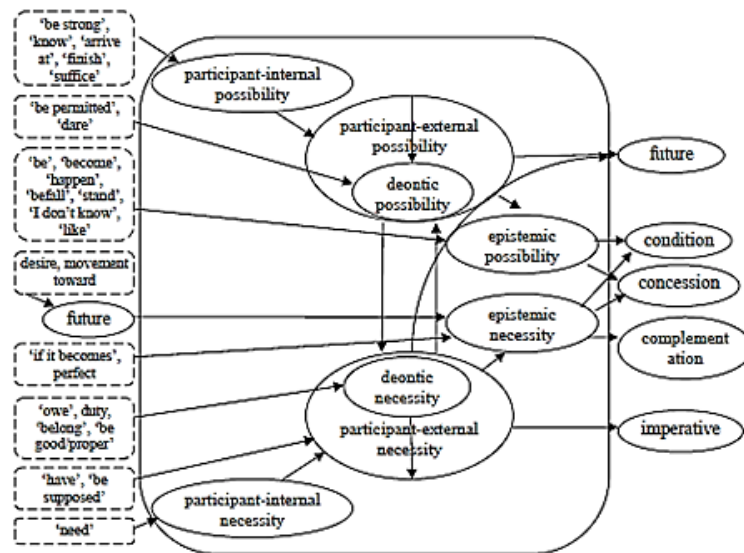 ‘be strong’,
‘know’, ‘arrive
at’, ‘finish’,
‘suffice’
‘be permitted’,
‘dare’
‘be’, ‘become’,
‘happen’,
‘befall’, ‘stand’,
‘I don’t know’,
‘like’
desire, movement
toward
future
‘if it becomes’,
perfect
‘owe’, duty,
‘belong’, ‘be
good/proper’
‘have’, ‘be
supposed’
‘need’
participant-internal
possibility
participant-external
possibility
deontic
possibility
epistemic
possibility
epistemic
necessity
deontic
necessity
participant-external
necessity
participant-internal
necessity
future
condition
concession
complement
ation
imperative